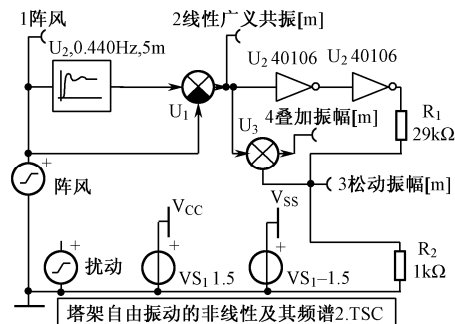 1阵风
2线性广义共振[m]
U2,0.440Hz,5m
U2 40106
U2 40106
U1
4叠加振幅[m]
R1
29kΩ
U3
3松动振幅[m]
阵风
VCC
VSS
R2
1kΩ
扰动
VS1 1.5
VS1-1.5
塔架自由振动的非线性及其频谱2.TSC